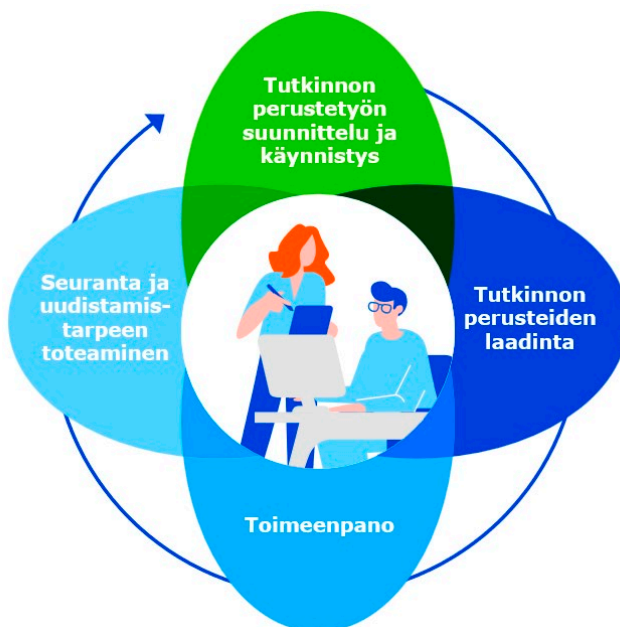 Tutkinnon
perustetyön
suunnittelu ja
käynnistys
Seuranta ja
uudistamis-
tarpeen
toteaminen
Tutkinnon
perusteiden
laadinta
Toimeenpano